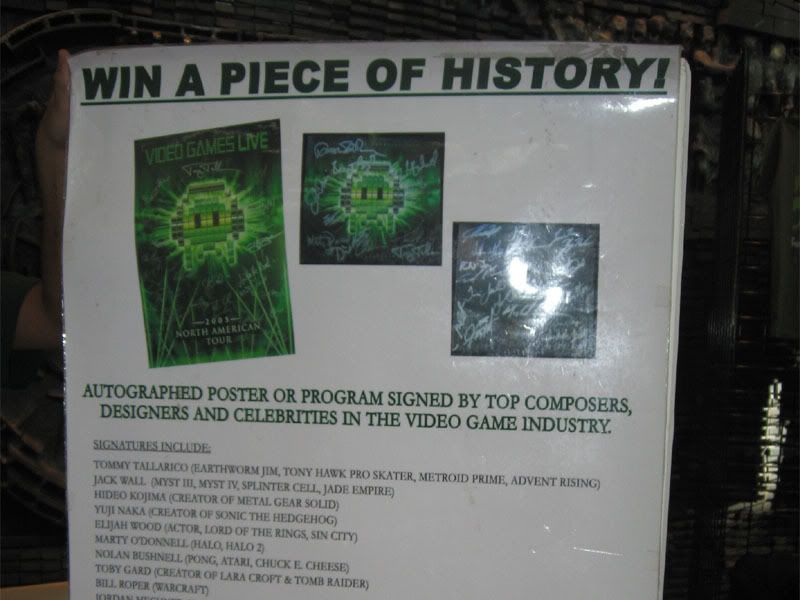 WIN A PIECE OF HISTORY!
VIDEO GAMES LIVE
2005
NORTH AMERICAN
TOUR
AUTOGRAPHED POSTER OR PROGRAM SIGNED BY TOP COMPOSERS,
DESIGNERS AND CELEBRITIES IN THE VIDEO GAME INDUSTRY.
SIGNATURES INCLUDE:
TOMMY TALLARICO (EARTHWORM JIM, TONY HAWK PRO SKATER, METROID PRIME, ADVENT RISING)
JACK WALL (MYST III, MYST IV, SPLINTER CELL, JADE EMPIRE)
HIDEO KOJIMA (CREATOR OF METAL GEAR SOLID)
YUJI NAKA (CREATOR OF SONIC THE HEDGEHOG)
ELIJAH WOOD (ACTOR, LORD OF THE RINGS, SIN CITY)
MARTY O'DONNELL (HALO, HALO 2)
NOLAN BUSHNELL (PONG, ATARI, CHUCK E. CHEESE)
TOBY GARD (CREATOR OF LARA CROFT & TOMB RAIDER)
BILL ROPER (WARCRAFT)
JORDAN